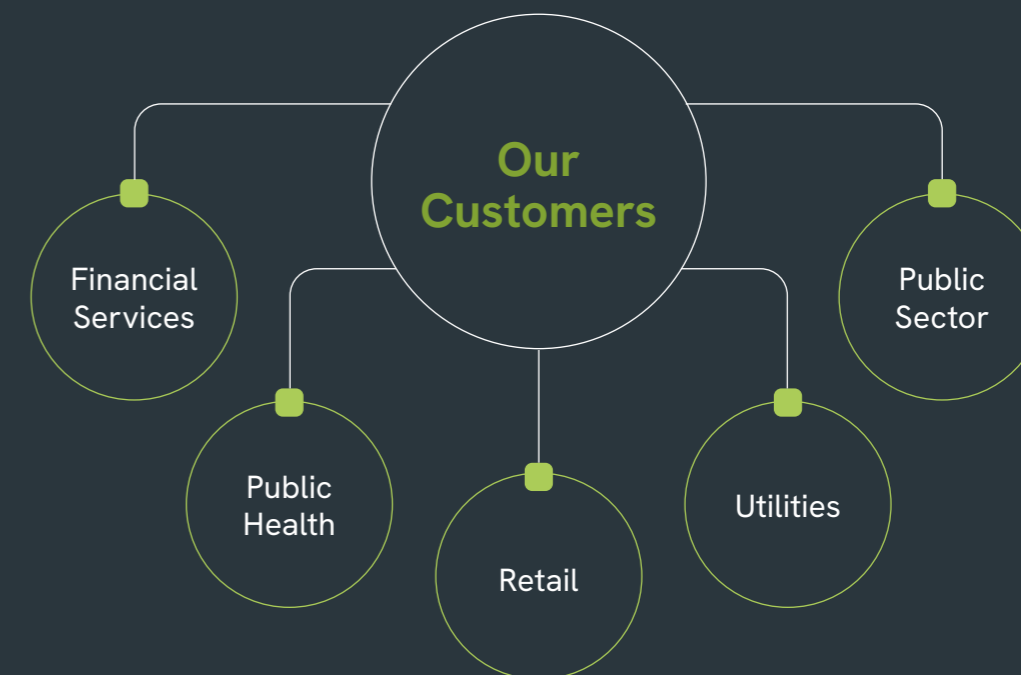 Our
Customers
Financial
Services
Public
Health
Retail
Utilities
Public
Sector